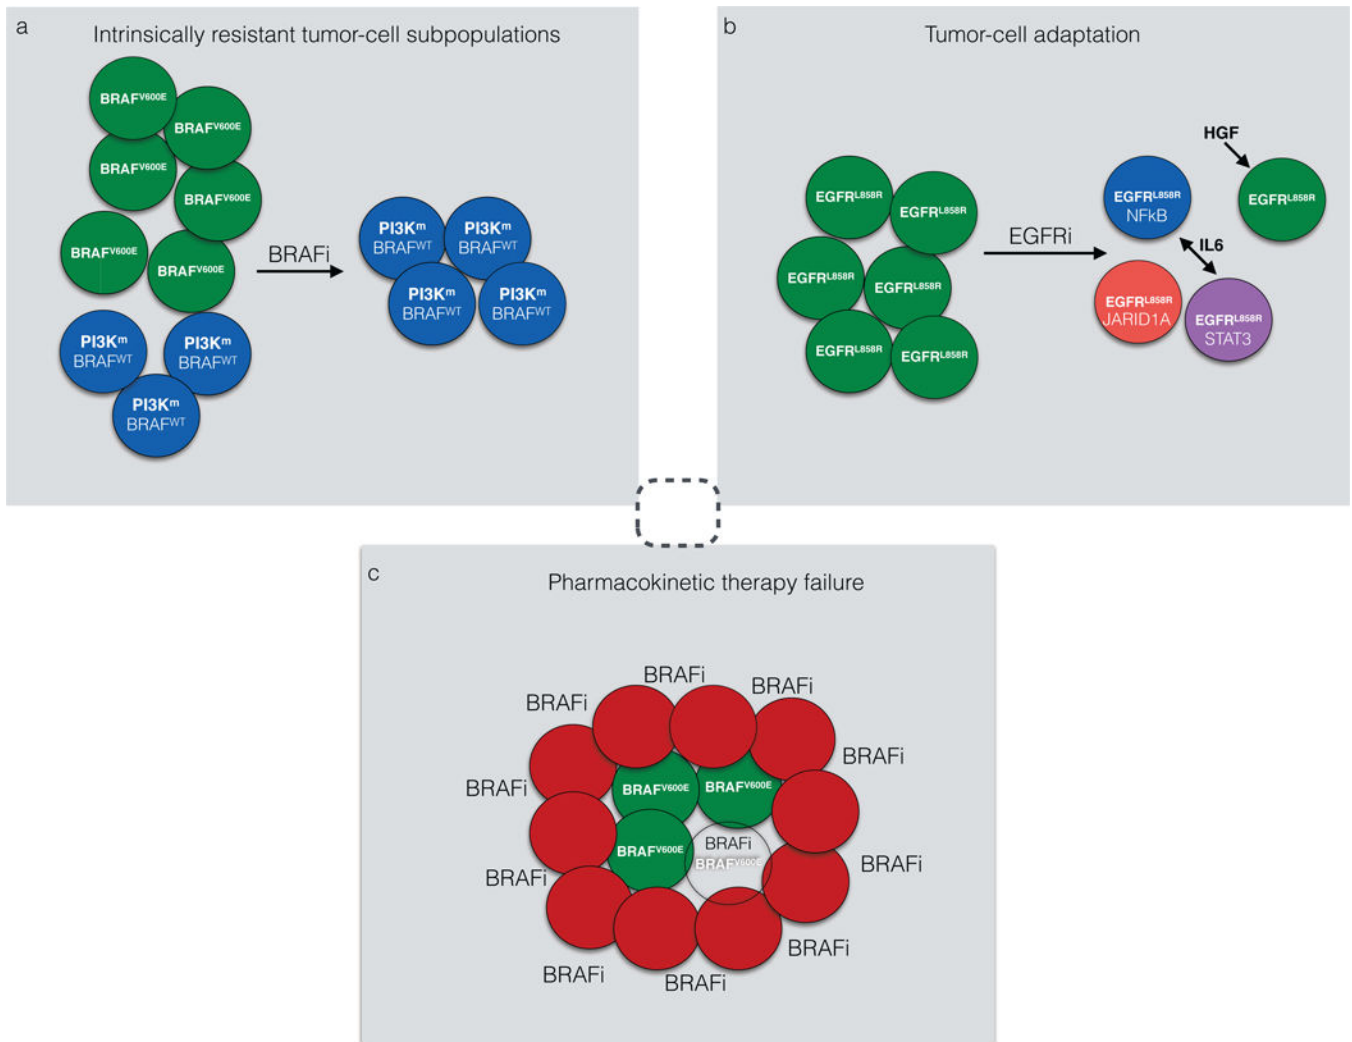 a
Intrinsically resistant tumor-cell subpopulations
BRAFV600E
BRAFV600E
BRAFV600E
BRAFV600E
BRAFV600E
BRAFV600E
PI3Km
BRAFWT
PI3Km
BRAFWT
PI3Km
BRAFWT
BRAFi
PI3Km
BRAFWT
PI3Km
BRAFWT
PI3Km
BRAFWT
PI3Km
BRAFWT
b
Tumor-cell adaptation
EGFRL858R
EGFRL858R
EGFRL858R
EGFRL858R
EGFRL858R
EGFRL858R
EGFRi
HGF
EGFRL858R
NFkB
EGFRL858R
IL6
EGFRL858R
JARID1A
EGFRL858R
STAT3
c
Pharmacokinetic therapy failure
BRAFi
BRAFi
BRAFi
BRAFi
BRAFi
BRAFV600E
BRAFV600E
BRAFV600E
BRAFi
BRAFV600E
BRAFi
BRAFi
BRAFi
BRAFi
BRAFi